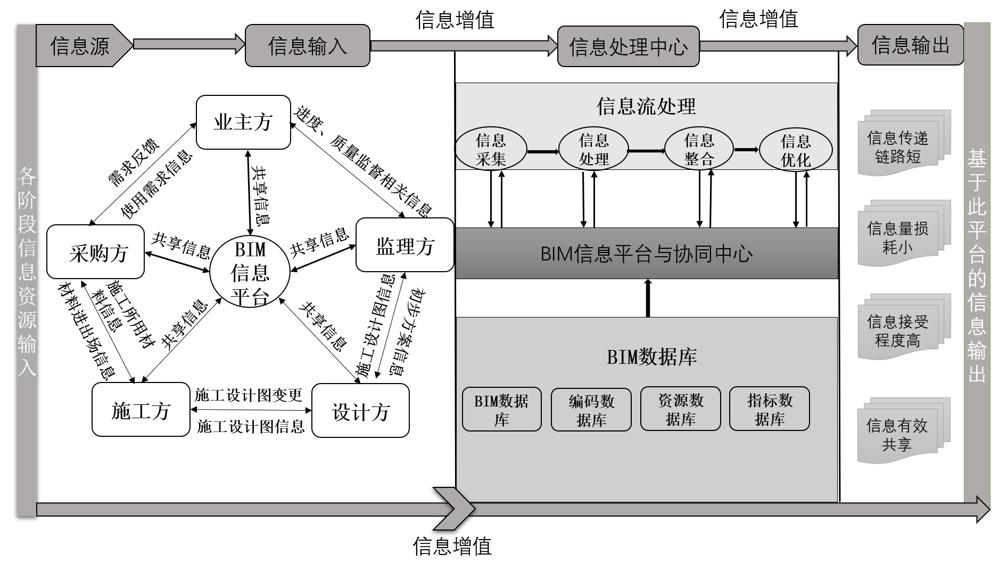 信息增值
信息增值
信息源
信息输入
信息处理中心
信息输出
各阶段信息资源输入
业主方
需求反馈
使用需求信息
共享信息
进度、质量监督相关信息
采购方
共享信息
BIM
信息
平台
共享信息
监理方
材料进出场信息
施工所用材
料信息
共享信息
共享信息
施工设计图信息
初步方案信息
施工方
施工设计图变更
施工设计图信息
设计方
信息流处理
信息
采集
信息
处理
信息
整合
信息
优化
BIM信息平台与协同中心
BIM数据库
BIM数据
库
编码数
据库
资源数
据库
指标数
据库
信息传递
链路短
信息量损
耗小
信息接受
程度高
信息有效
共享
基于此平台的信息输出
信息增值